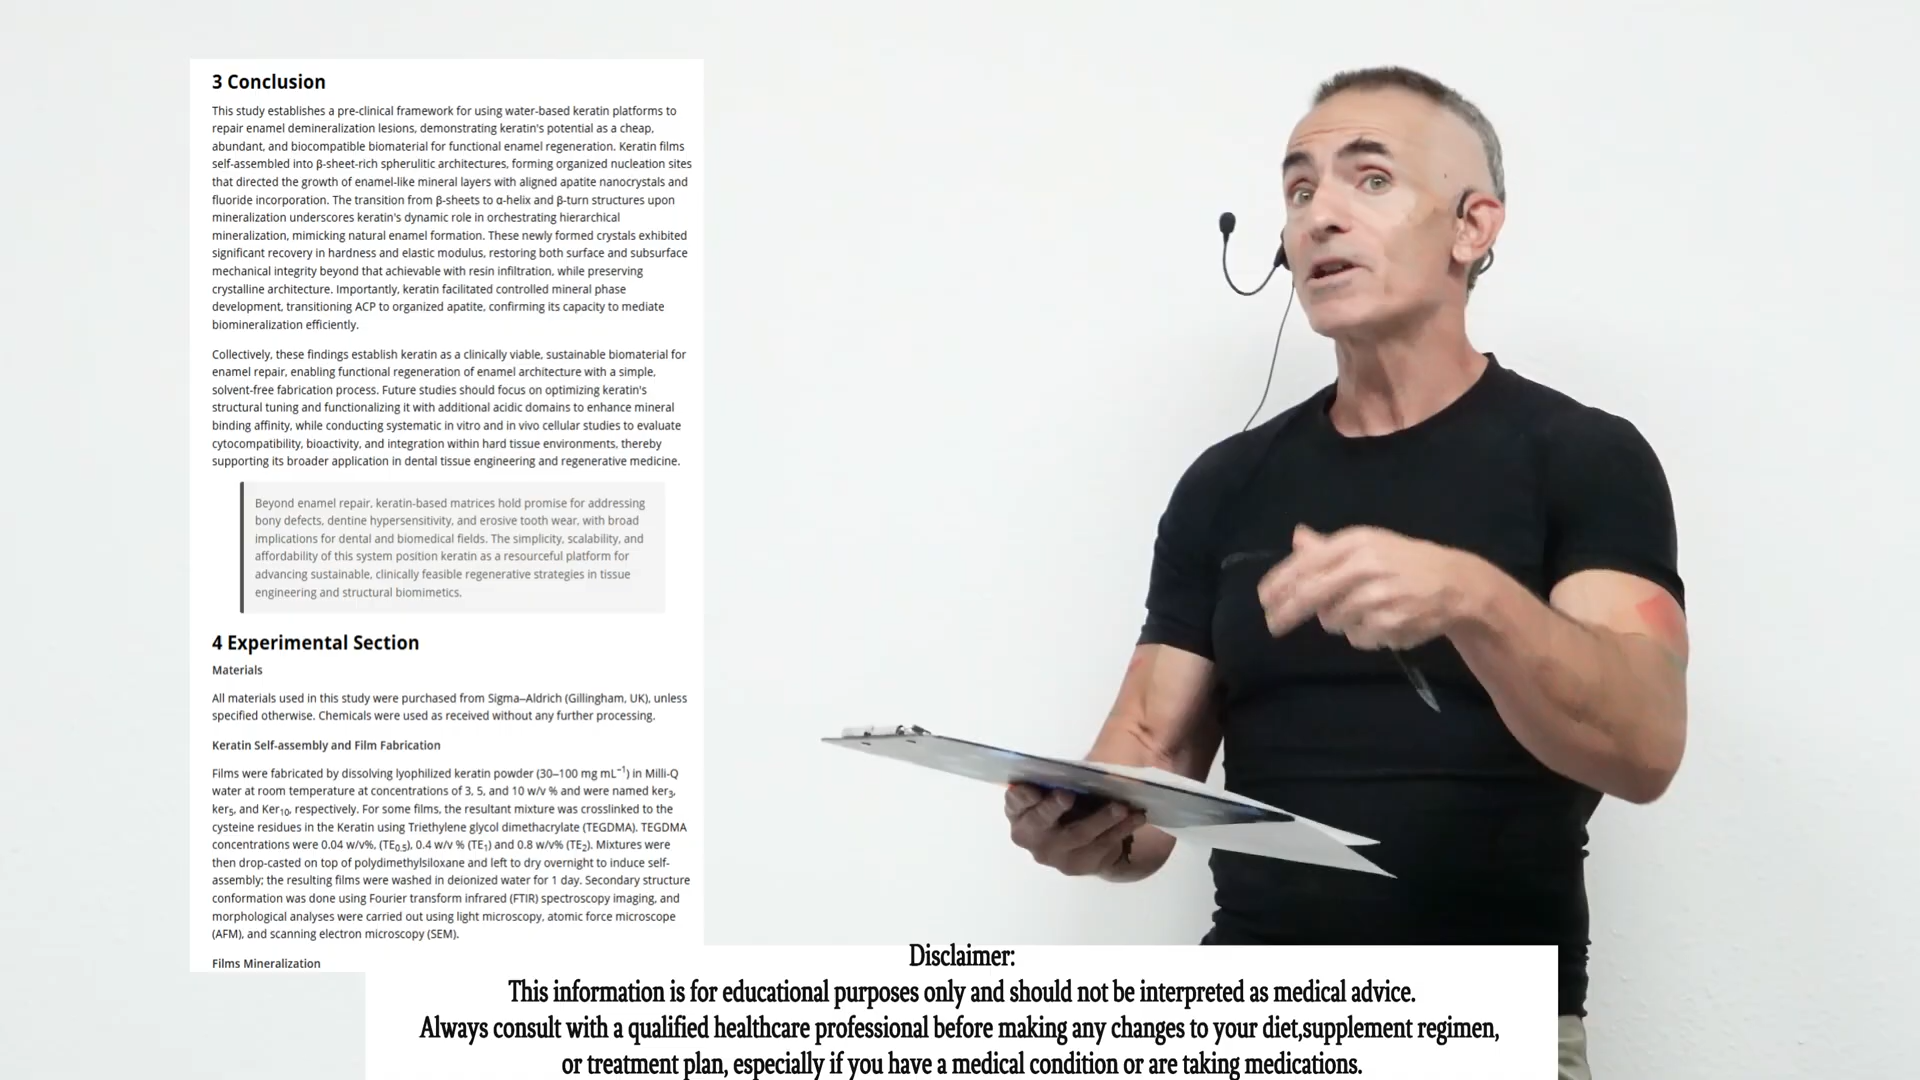 3 Conclusion
This study establishes a pre-clinical framework for using water-based keratin platforms to
repair enamel demineralization lesions, demonstrating keratin's potential as a cheap,
abundant, and biocompatible biomaterial for functional enamel regeneration. Keratin films
self-assembled into β-sheet-rich spherulitic architectures, forming organized nucleation sites
that directed the growth of enamel-like mineral layers with aligned apatite nanocrystals and
fluoride incorporation. The transition from β-sheets to α-helix and β-turn structures upon
mineralization underscores keratin's dynamic role in orchestrating hierarchical
mineralization, mimicking natural enamel formation. These newly formed crystals exhibited
significant recovery in hardness and elastic modulus, restoring both surface and subsurface
mechanical integrity beyond that achievable with resin infiltration, while preserving
crystalline architecture. Importantly, keratin facilitated controlled mineral phase
development, transitioning ACP to organized apatite, confirming its capacity to mediate
biomineralization efficiently.
Collectively, these findings establish keratin as a clinically viable, sustainable biomaterial for
enamel repair, enabling functional regeneration of enamel architecture with a simple,
solvent-free fabrication process. Future studies should focus on optimizing keratin's
structural tuning and functionalizing it with additional acidic domains to enhance mineral
binding affinity, while conducting systematic in vitro and in vivo cellular studies to evaluate
cytocompatibility, bioactivity, and integration within hard tissue environments, thereby
supporting its broader application in dental tissue engineering and regenerative medicine.
Beyond enamel repair, keratin-based matrices hold promise for addressing
bony defects, dentine hypersensitivity, and erosive tooth wear, with broad
implications for dental and biomedical fields. The simplicity, scalability, and
affordability of this system position keratin as a resourceful platform for
advancing sustainable, clinically feasible regenerative strategies in tissue
engineering and structural biomimetics.
4 Experimental Section
Materials
All materials used in this study were purchased from Sigma–Aldrich (Gillingham, UK), unless
specified otherwise. Chemicals were used as received without any further processing.
Keratin Self-assembly and Film Fabrication
Films were fabricated by dissolving lyophilized keratin powder (30–100 mg mL⁻¹) in Milli-Q
water at room temperature at concentrations of 3, 5, and 10 w/v % and were named ker₃,
ker₅, and Ker₁₀, respectively. For some films, the resultant mixture was crosslinked to the
cysteine residues in the Keratin using Triethylene glycol dimethacrylate (TEGDMA). TEGDMA
concentrations were 0.04 w/v%, (TE₀.₅), 0.4 w/v % (TE₁) and 0.8 w/v% (TE₂). Mixtures were
then drop-casted on top of polydimethylsiloxane and left to dry overnight to induce self-
assembly; the resulting films were washed in deionized water for 1 day. Secondary structure
conformation was done using Fourier transform infrared (FTIR) spectroscopy imaging, and
morphological analyses were carried out using light microscopy, atomic force microscope
(AFM), and scanning electron microscopy (SEM).
Films Mineralization
Disclaimer:
This information is for educational purposes only and should not be interpreted as medical advice.
Always consult with a qualified healthcare professional before making any changes to your diet,supplement regimen,
or treatment plan, especially if you have a medical condition or are taking medications.